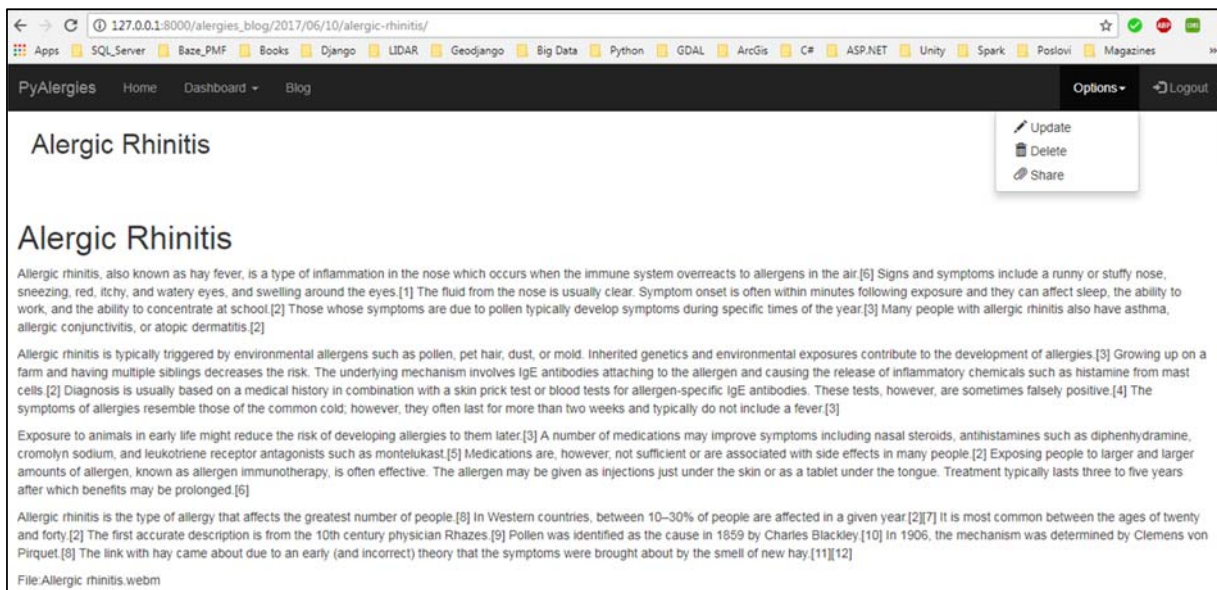 127.0.0.1:8000/alergies_blog/2017/06/10/alergic-rhinitis/
Apps SQL_Server Baze_PMF Books Django LIDAR Geodjango Big Data Python GDAL ArcGis C# ASP.NET Unity Spark Poslovi Magazines »
PyAlergies Home Dashboard Blog Options Logout
Update
Delete
Share
Alergic Rhinitis
Alergic Rhinitis
Allergic rhinitis, also known as hay fever, is a type of inflammation in the nose which occurs when the immune system overreacts to allergens in the air.[6] Signs and symptoms include a runny or stuffy nose,
sneezing, red, itchy, and watery eyes, and swelling around the eyes.[1] The fluid from the nose is usually clear. Symptom onset is often within minutes following exposure and they can affect sleep, the ability to
work, and the ability to concentrate at school.[2] Those whose symptoms are due to pollen typically develop symptoms during specific times of the year.[3] Many people with allergic rhinitis also have asthma,
allergic conjunctivitis, or atopic dermatitis.[2]
Allergic rhinitis is typically triggered by environmental allergens such as pollen, pet hair, dust, or mold. Inherited genetics and environmental exposures contribute to the development of allergies.[3] Growing up on a
farm and having multiple siblings decreases the risk. The underlying mechanism involves IgE antibodies attaching to the allergen and causing the release of inflammatory chemicals such as histamine from mast
cells.[2] Diagnosis is usually based on a medical history in combination with a skin prick test or blood tests for allergen-specific IgE antibodies. These tests, however, are sometimes falsely positive.[4] The
symptoms of allergies resemble those of the common cold; however, they often last for more than two weeks and typically do not include a fever.[3]
Exposure to animals in early life might reduce the risk of developing allergies to them later.[3] A number of medications may improve symptoms including nasal steroids, antihistamines such as diphenhydramine,
cromolyn sodium, and leukotriene receptor antagonists such as montelukast.[5] Medications are, however, not sufficient or are associated with side effects in many people.[2] Exposing people to larger and larger
amounts of allergen, known as allergen immunotherapy, is often effective. The allergen may be given as injections just under the skin or as a tablet under the tongue. Treatment typically lasts three to five years
after which benefits may be prolonged.[6]
Allergic rhinitis is the type of allergy that affects the greatest number of people.[8] In Western countries, between 10–30% of people are affected in a given year.[2][7] It is most common between the ages of twenty
and forty.[2] The first accurate description is from the 10th century physician Rhazes.[9] Pollen was identified as the cause in 1859 by Charles Blackley.[10] In 1906, the mechanism was determined by Clemens von
Pirquet.[8] The link with hay came about due to an early (and incorrect) theory that the symptoms were brought about by the smell of new hay.[11][12]
File:Allergic rhinitis.webm